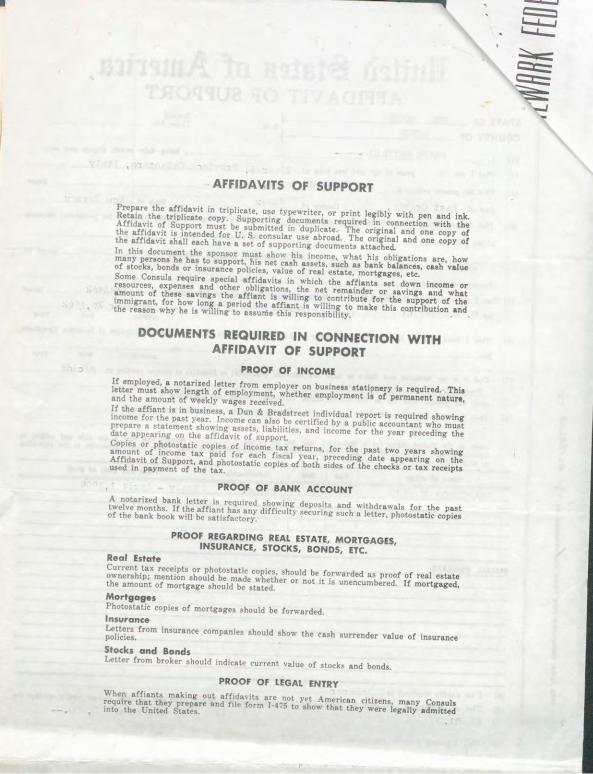 EWARK FEDE
AFFIDAVITS OF SUPPORT
Prepare the affidavit in triplicate, use typewriter, or print legibly with pen and ink.
Retain the triplicate copy. Supporting documents required in connection with the
Affidavit of Support must be submitted in duplicate. The original and one copy of
the affidavit is intended for U. S. consular use abroad. The original and one copy of
the affidavit shall each have a set of supporting documents attached.
In this document the sponsor must show his income, what his obligations are, how
many persons he has to support, his net cash assets, such as bank balances, cash value
of stocks, bonds or insurance policies, value of real estate, mortgages, etc.
Some Consuls require special affidavits in which the affiants set down income or
resources, expenses and other obligations, the net remainder or savings and what
amount of these savings the affiant is willing to contribute for the support of the
immigrant, for how long a period the affiant is willing to make this contribution and
the reason why he is willing to assume this responsibility.
DOCUMENTS REQUIRED IN CONNECTION WITH
AFFIDAVIT OF SUPPORT
PROOF OF INCOME
If employed, a notarized letter from employer on business stationery is required. This
letter must show length of employment, whether employment is of permanent nature,
and the amount of weekly wages received.
If the affiant is in business, a Dun & Bradstreet individual report is required showing
income for the past year. Income can also be certified by a public accountant who must
prepare a statement showing assets, liabilities, and income for the year preceding the
date appearing on the affidavit of support.
Copies or photostatic copies of income tax returns, for the past two years showing
amount of income tax paid for each fiscal year, preceding date appearing on the
Affidavit of Support, and photostatic copies of both sides of the checks or tax receipts
used in payment of the tax.
PROOF OF BANK ACCOUNT
A notarized bank letter is required showing deposits and withdrawals for the past
twelve months. If the affiant has any difficulty securing such a letter, photostatic copies
of the bank book will be satisfactory.
PROOF REGARDING REAL ESTATE, MORTGAGES,
INSURANCE, STOCKS, BONDS, ETC.
Real Estate
Current tax receipts or photostatic copies, should be forwarded as proof of real estate
ownership; mention should be made whether or not it is unencumbered. If mortgaged,
the amount of mortgage should be stated.
Mortgages
Photostatic copies of mortgages should be forwarded.
Insurance
Letters from insurance companies should show the cash surrender value of insurance
policies.
Stocks and Bonds
Letter from broker should indicate current value of stocks and bonds.
PROOF OF LEGAL ENTRY
When affiants making out affidavits are not yet American citizens, many Consuls
require that they prepare and file form I-475 to show that they were legally admitted
into the United States.